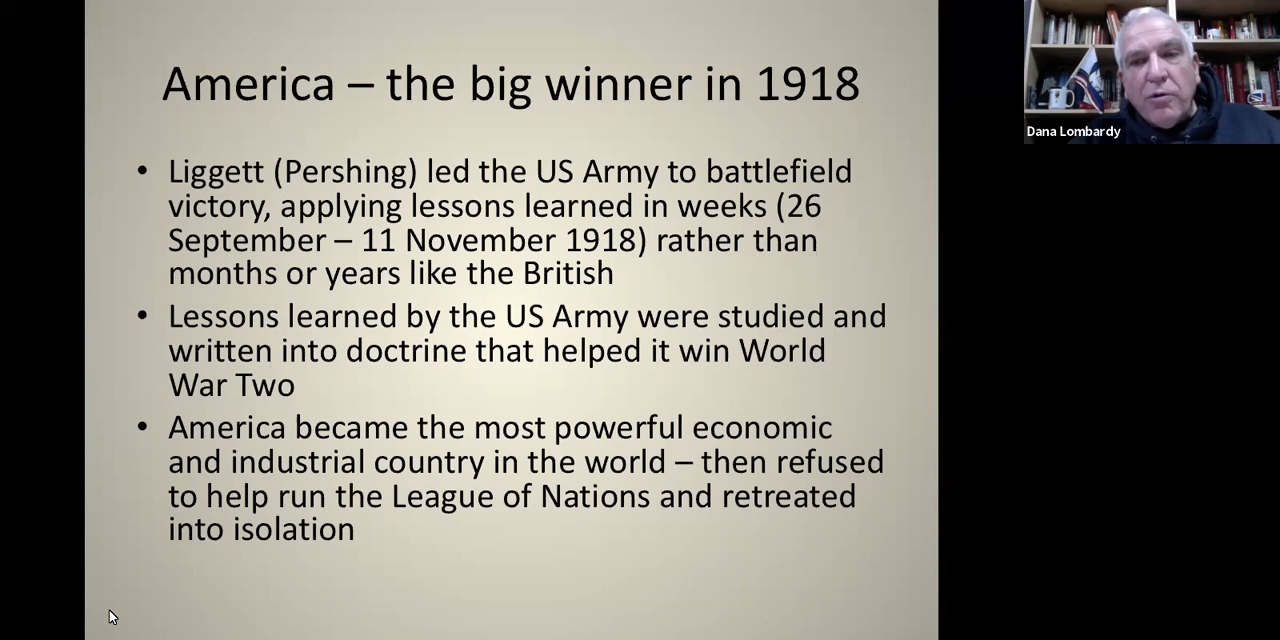 America – the big winner in 1918
• Liggett (Pershing) led the US Army to battlefield
victory, applying lessons learned in weeks (26
September – 11 November 1918) rather than
months or years like the British
• Lessons learned by the US Army were studied and
written into doctrine that helped it win World
War Two
• America became the most powerful economic
and industrial country in the world – then refused
to help run the League of Nations and retreated
into isolation
Dana Lombardy